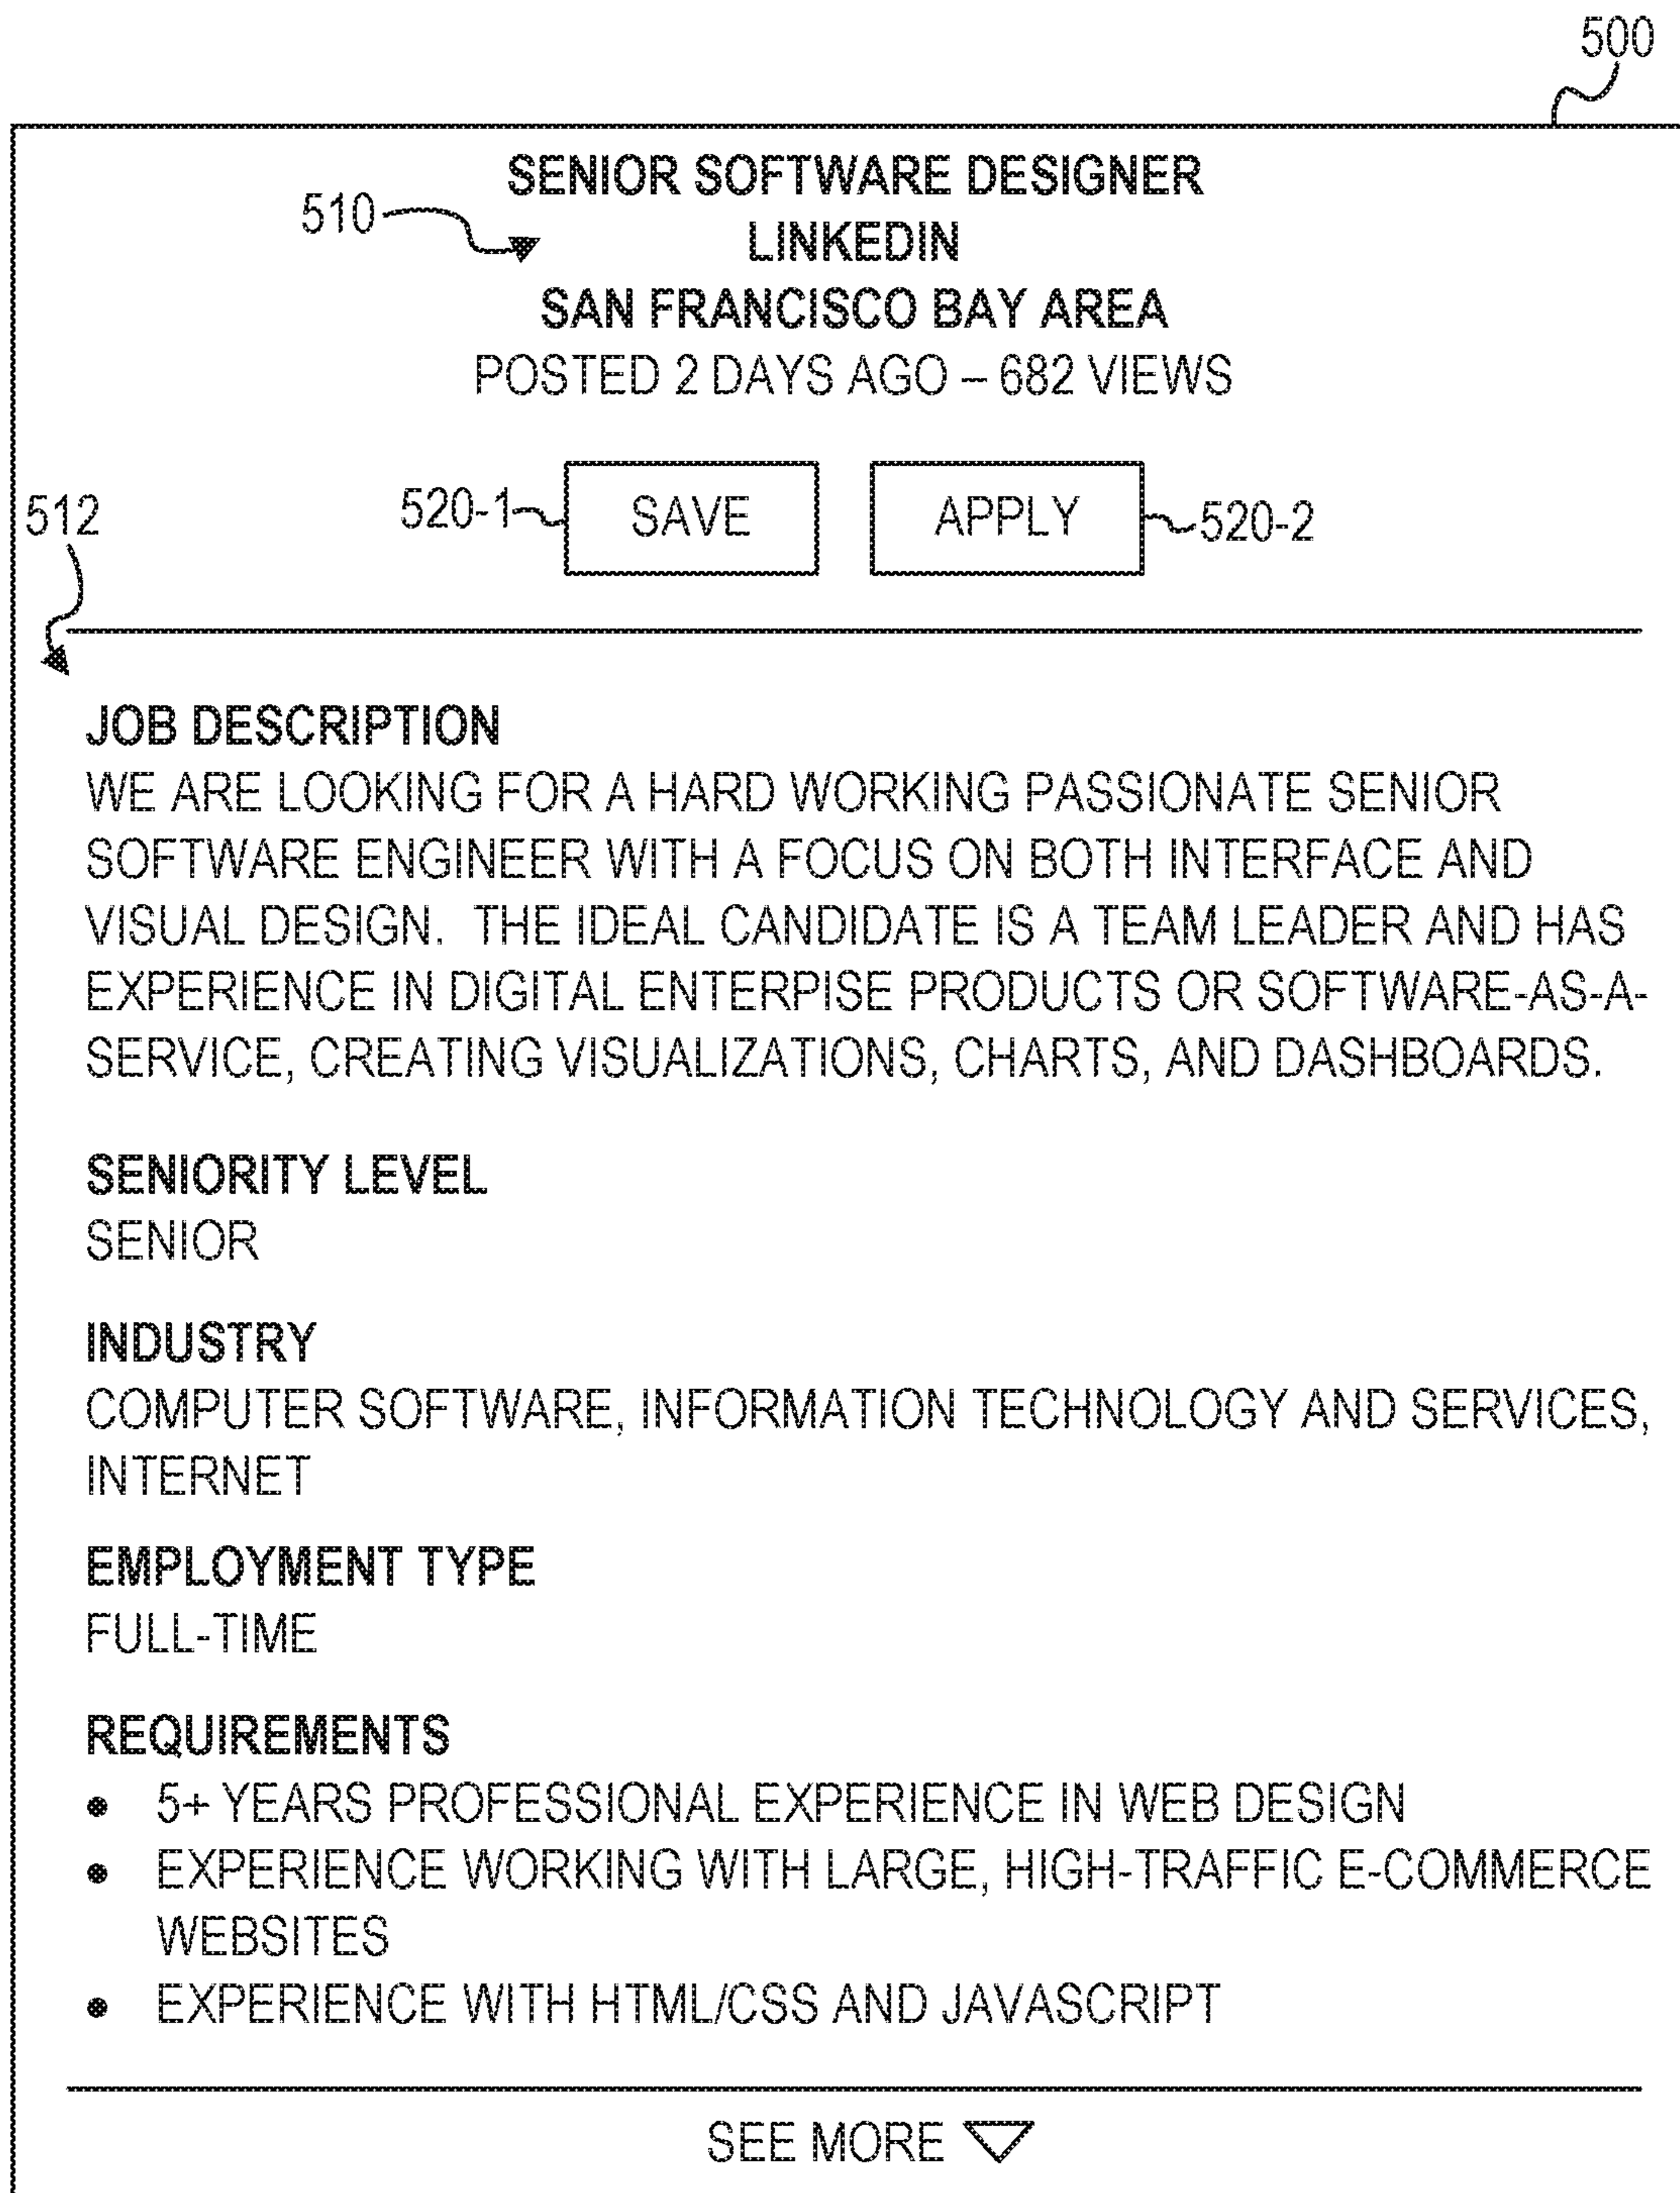 500
SENIOR SOFTWARE DESIGNER
510
LINKEDIN
SAN FRANCISCO BAY AREA
POSTED 2 DAYS AGO – 682 VIEWS
512
520-1
SAVE
APPLY
520-2
JOB DESCRIPTION
WE ARE LOOKING FOR A HARD WORKING PASSIONATE SENIOR
SOFTWARE ENGINEER WITH A FOCUS ON BOTH INTERFACE AND
VISUAL DESIGN. THE IDEAL CANDIDATE IS A TEAM LEADER AND HAS
EXPERIENCE IN DIGITAL ENTERPISE PRODUCTS OR SOFTWARE-AS-A-
SERVICE, CREATING VISUALIZATIONS, CHARTS, AND DASHBOARDS.
SENIORITY LEVEL
SENIOR
INDUSTRY
COMPUTER SOFTWARE, INFORMATION TECHNOLOGY AND SERVICES,
INTERNET
EMPLOYMENT TYPE
FULL-TIME
REQUIREMENTS
• 5+ YEARS PROFESSIONAL EXPERIENCE IN WEB DESIGN
• EXPERIENCE WORKING WITH LARGE, HIGH-TRAFFIC E-COMMERCE
WEBSITES
• EXPERIENCE WITH HTML/CSS AND JAVASCRIPT
SEE MORE